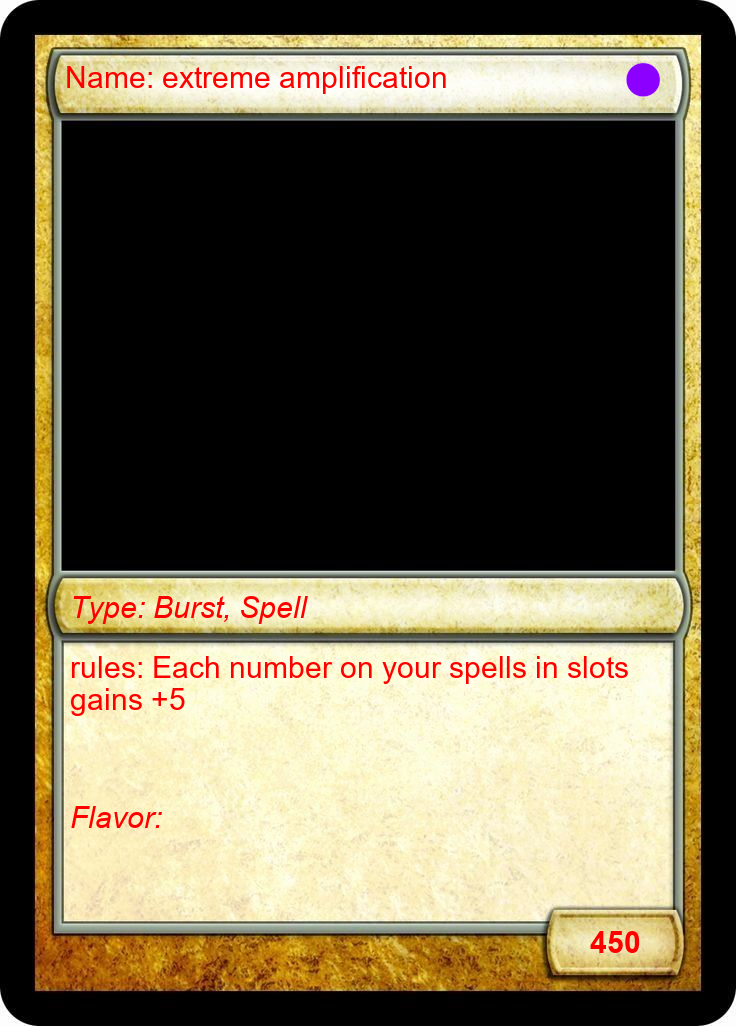 Name: extreme amplification
Type: Burst, Spell
rules: Each number on your spells in slots
gains +5
Flavor:
450